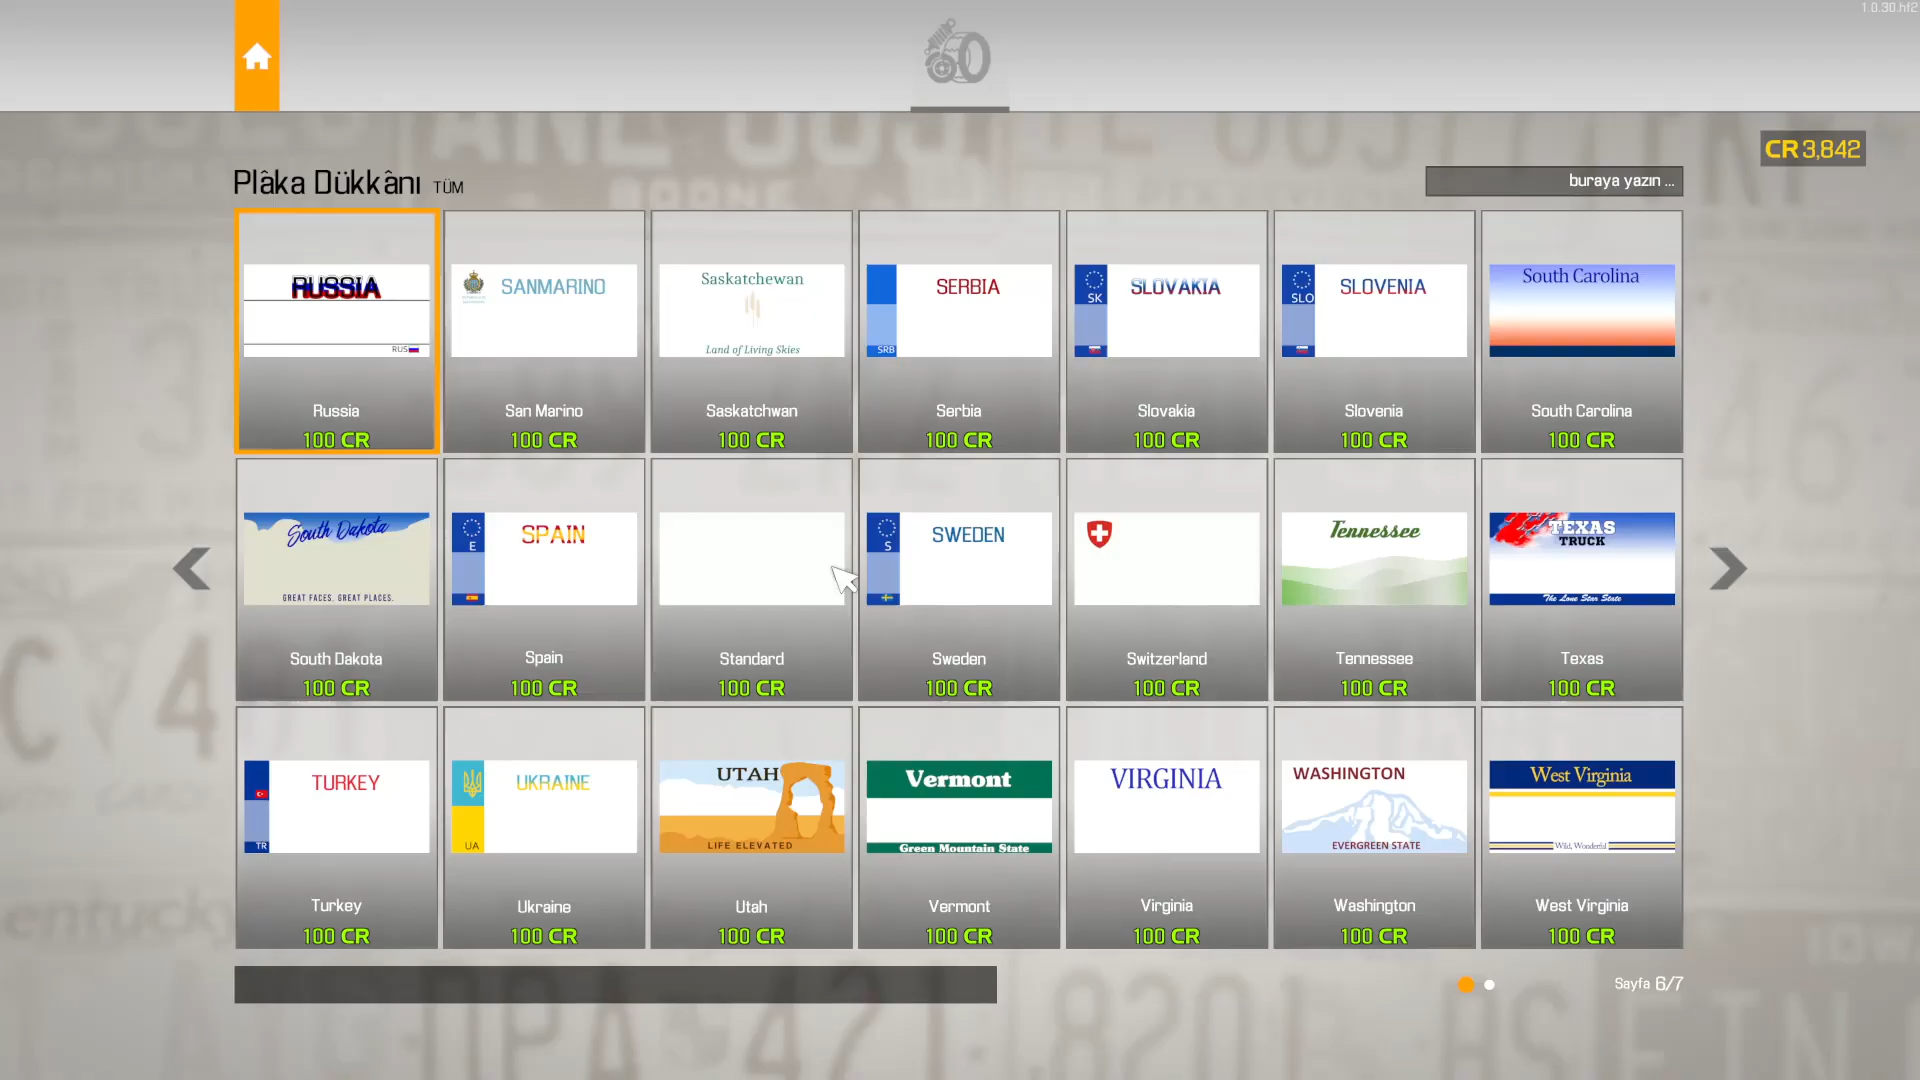 1.0.30.hf2
CR 3,842
Plâka Dükkânı TÜM
buraya yazın ...
RUSSIA
RUS
Russia
100 CR
SANMARINO
San Marino
100 CR
Saskatchewan
Land of Living Skies
Saskatchwan
100 CR
SERBIA
SRB
Serbia
100 CR
SK
SLOVAKIA
Slovakia
100 CR
SLO
SLOVENIA
Slovenia
100 CR
South Carolina
South Carolina
100 CR
South Dakota
GREAT FACES. GREAT PLACES.
South Dakota
100 CR
E
SPAIN
Spain
100 CR
Standard
100 CR
S
SWEDEN
Sweden
100 CR
Switzerland
100 CR
Tennessee
Tennessee
100 CR
TEXAS
TRUCK
The Lone Star State
Texas
100 CR
TURKEY
TR
Turkey
100 CR
UKRAINE
UA
Ukraine
100 CR
UTAH
LIFE ELEVATED
Utah
100 CR
Vermont
Green Mountain State
Vermont
100 CR
VIRGINIA
Virginia
100 CR
WASHINGTON
EVERGREEN STATE
Washington
100 CR
West Virginia
Wild, Wonderful
West Virginia
100 CR
Sayfa 6/7